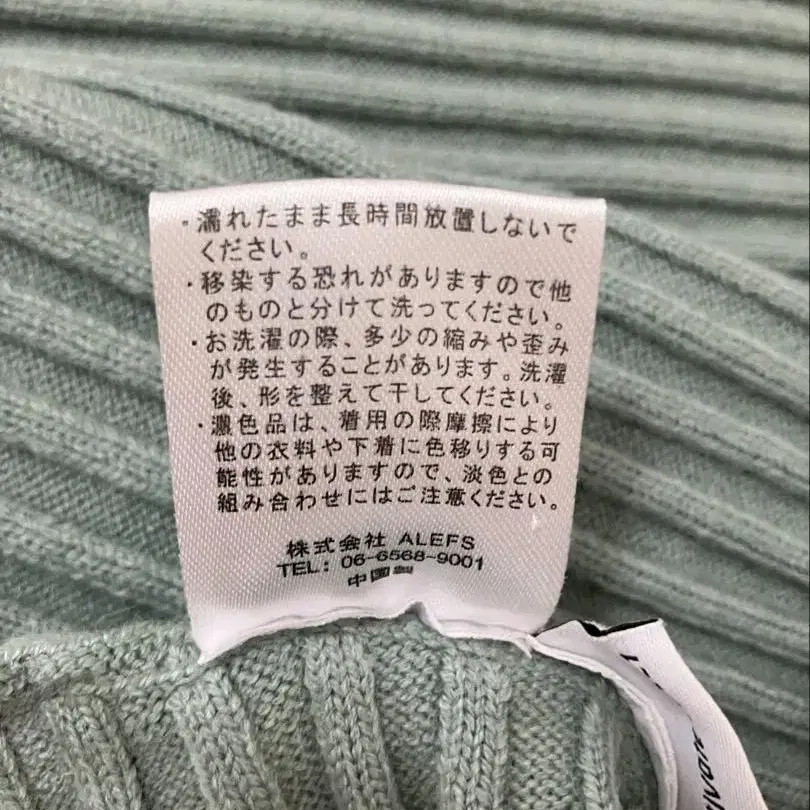 ・濡れたまま長時間放置しないで
ください。
・移染する恐れがありますので他
のものと分けて洗ってください。
・お洗濯の際、多少の縮みや歪み
が発生することがあります。洗濯
後、形を整えて干してください。
・濃色品は、着用の際摩擦により
他の衣料や下着に色移りする可
能性がありますので、淡色との
組み合わせにはご注意ください。
株式会社 ALEFS
TEL: 06-6568-9001
中國製